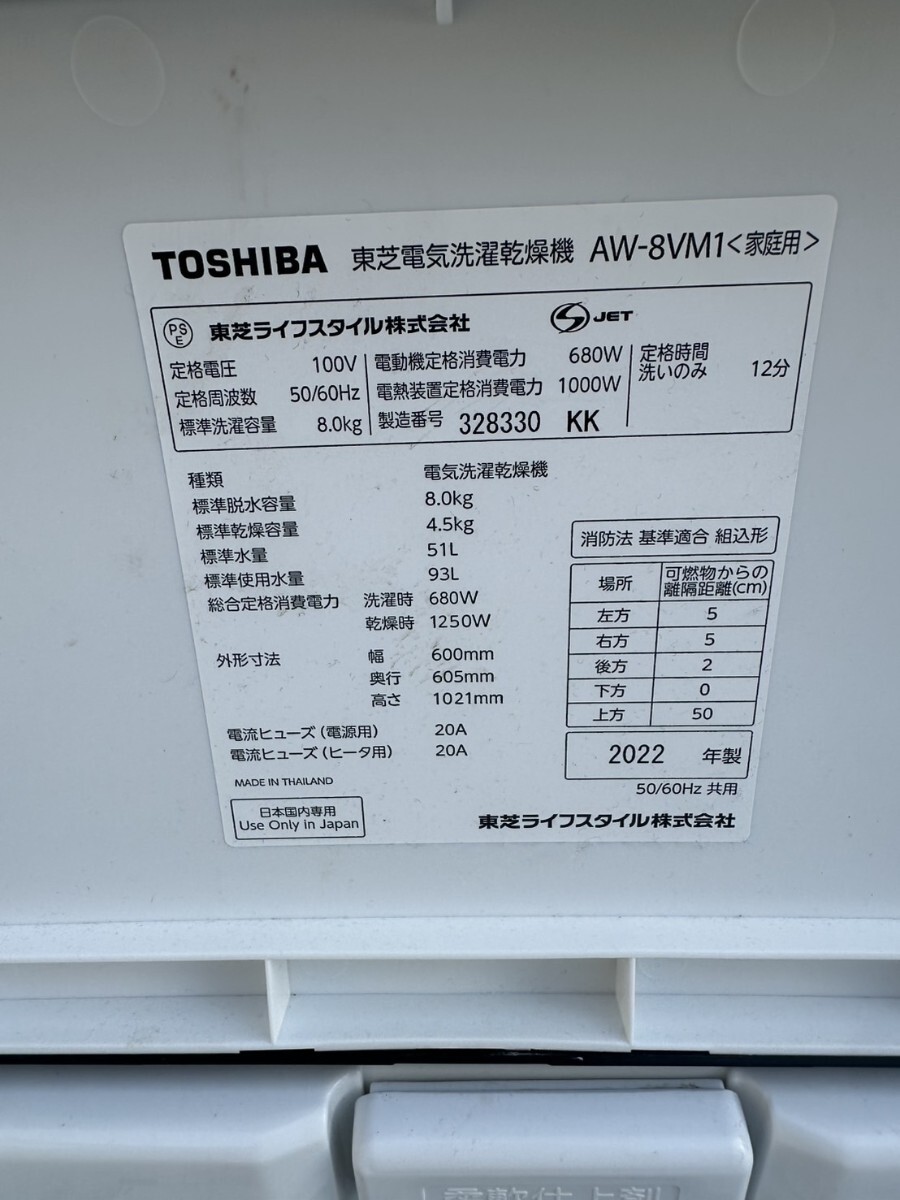 TOSHIBA 東芝電気洗濯乾燥機 AW-8VM1<家庭用>
PS E 東芝ライフスタイル株式会社 S JET
定格電圧 100V
定格周波数 50/60Hz
標準洗濯容量 8.0kg
電動機定格消費電力 680W
電熱装置定格消費電力 1000W
製造番号 328330 KK
定格時間
洗いのみ 12分
種類 電気洗濯乾燥機
標準脱水容量 8.0kg
標準乾燥容量 4.5kg
標準水量 51L
標準使用水量 93L
総合定格消費電力 洗濯時 680W
乾燥時 1250W
外形寸法 幅 600mm
奥行 605mm
高さ 1021mm
電流ヒューズ(電源用) 20A
電流ヒューズ(ヒータ用) 20A
MADE IN THAILAND
日本国内専用
Use Only in Japan
消防法 基準適合 組込形
場所 可燃物からの
離隔距離(cm)
左方 5
右方 5
後方 2
下方 0
上方 50
2022 年製
50/60Hz 共用
東芝ライフスタイル株式会社